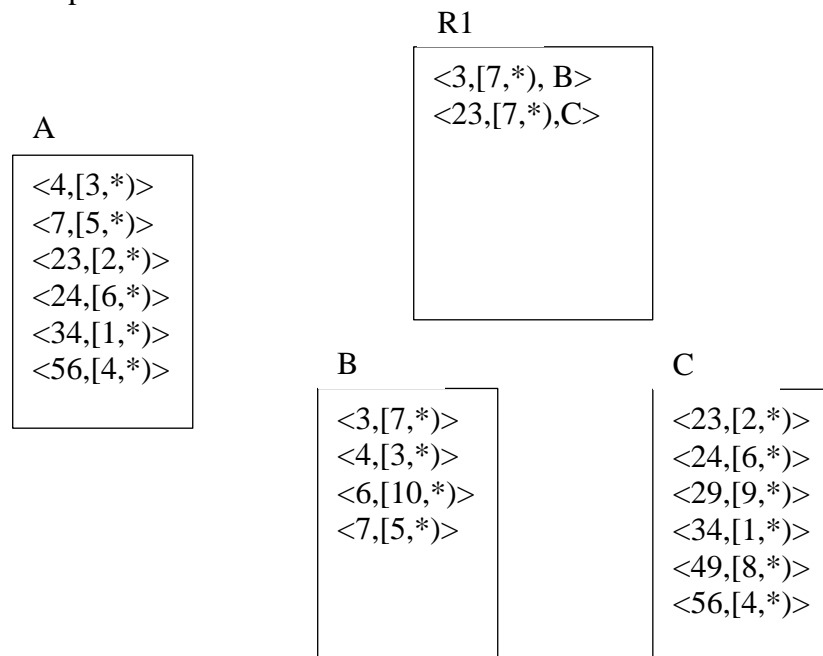 R1
<3,[7,*), B>
<23,[7,*),C>
A
<4,[3,*)>
<7,[5,*)>
<23,[2,*)>
<24,[6,*)>
<34,[1,*)>
<56,[4,*)>
B
<3,[7,*)>
<4,[3,*)>
<6,[10,*)>
<7,[5,*)>
C
<23,[2,*)>
<24,[6,*)>
<29,[9,*)>
<34,[1,*)>
<49,[8,*)>
<56,[4,*)>